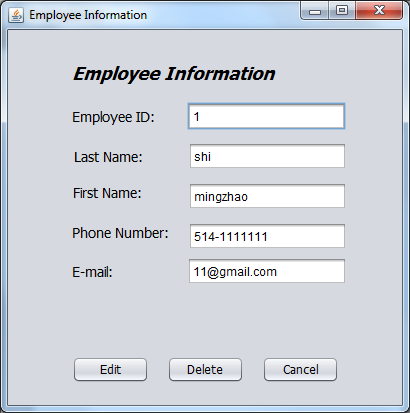 Employee Information
Employee Information
Employee ID: 1
Last Name: shi
First Name: mingzhao
Phone Number: 514-1111111
E-mail: 11@gmail.com
Edit Delete Cancel